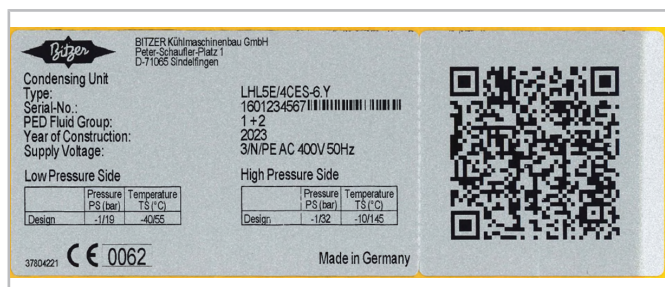 Bitzer
BITZER Kühlmaschinenbau GmbH
Peter-Schaufler-Platz 1
D-71065 Sindelfingen
Condensing Unit
Type: LHL5E/4CES-6.Y
Serial-No.: 1601234567
PED Fluid Group: 1+2
Year of Construction: 2023
Supply Voltage: 3/N/PE AC 400V 50Hz
Low Pressure Side
Pressure PS (bar) Temperature TS (°C)
Design -1/19 -40/55
High Pressure Side
Pressure PS (bar) Temperature TS (°C)
Design -1/32 -10/145
37804221 CE 0062 Made in Germany